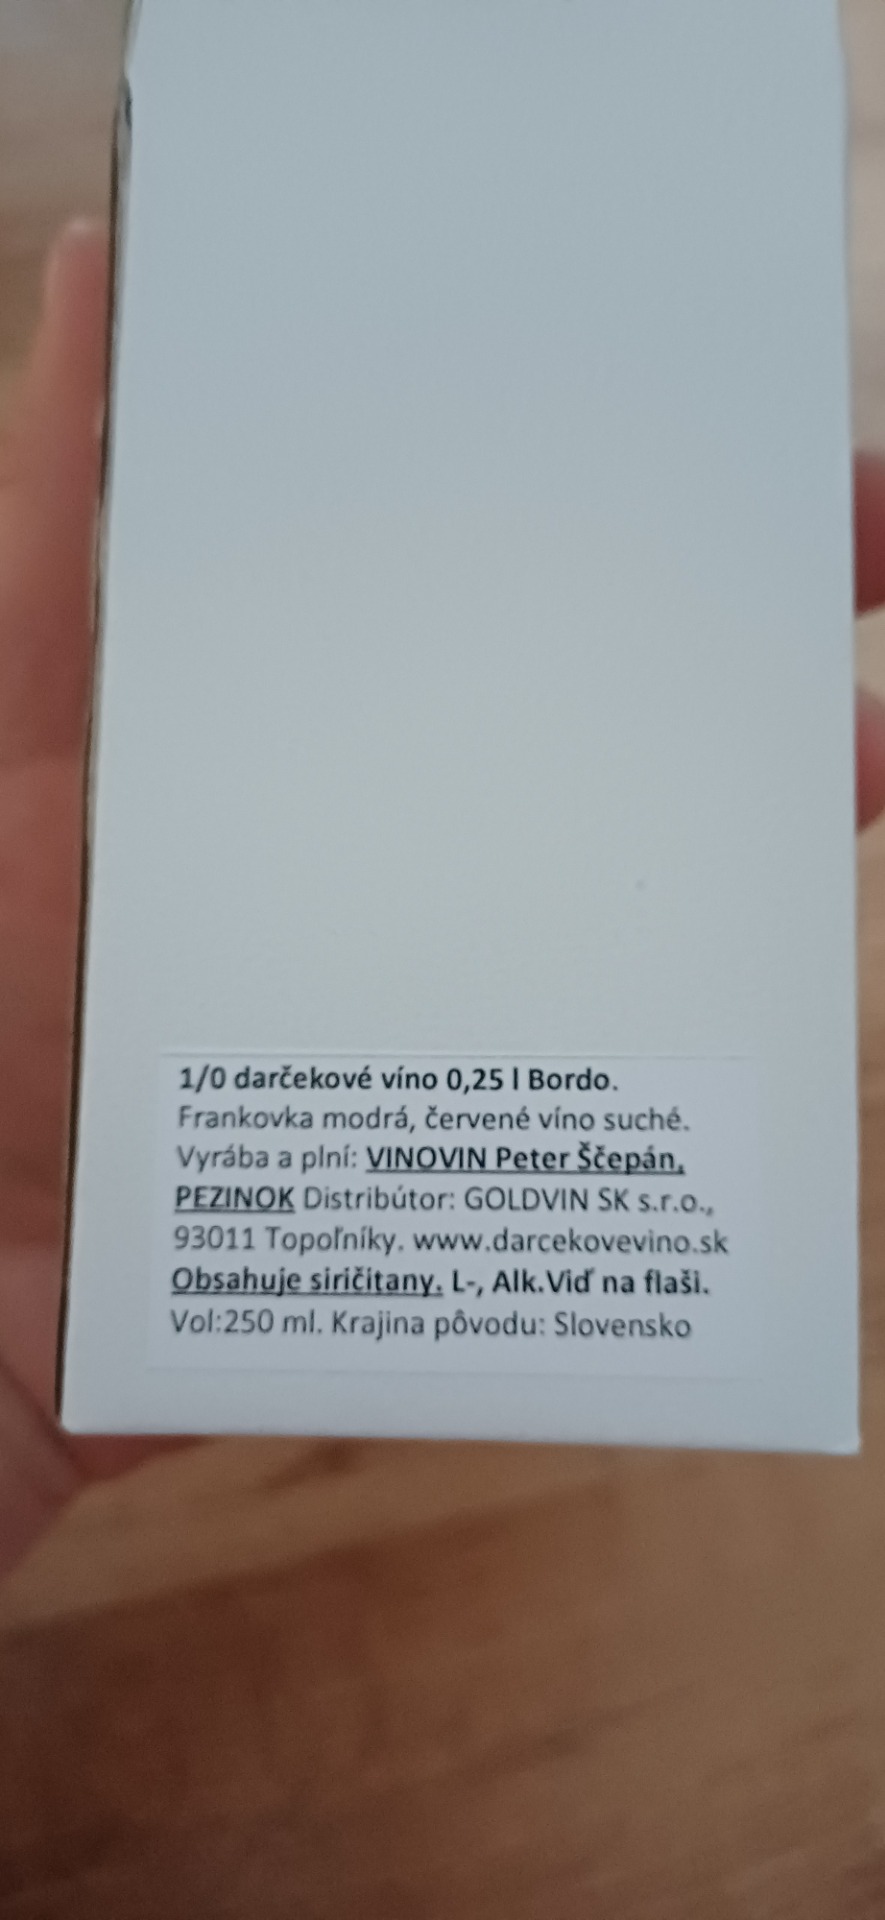 1/0 darčekové víno 0,25 l Bordo.
Frankovka modrá, červené víno suché.
Vyrába a plní: VINOVIN Peter Ščepán,
PEZINOK Distribútor: GOLDVIN SK s.r.o.,
93011 Topoľníky. www.darcekovevino.sk
Obsahuje siričitany. L-, Alk.Viď na flaši.
Vol:250 ml. Krajina pôvodu: Slovensko